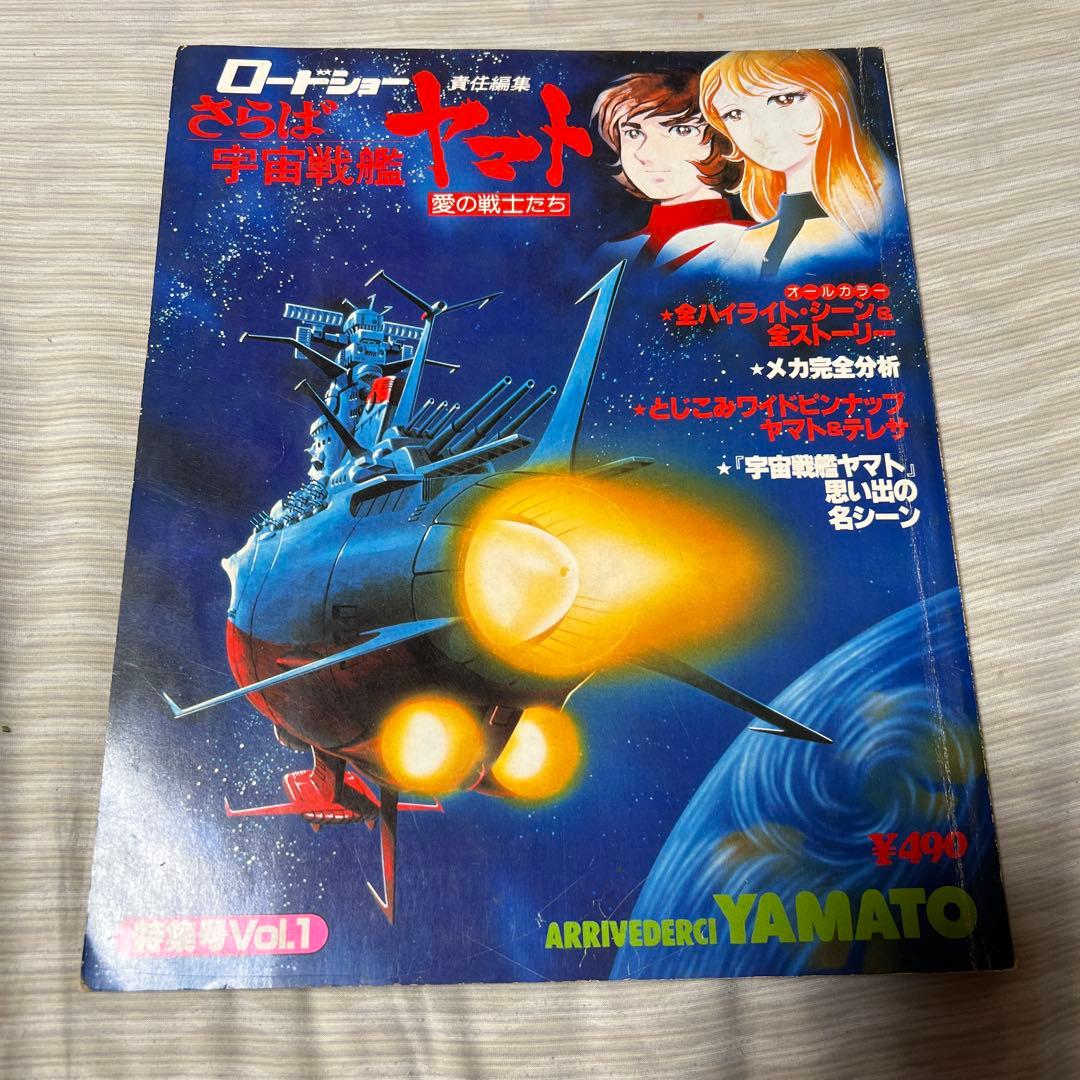 ロードショー
責任編集
さらば
宇宙戦艦
ヤマト
愛の戦士たち
オールカラー
★全ハイライト・シーン&
全ストーリー
★メカ完全分析
★とじこみワイドピンナップ
ヤマト&テレサ
★『宇宙戦艦ヤマト』
思い出の
名シーン
¥490
特集号Vol.1
ARRIVEDERCI YAMATO